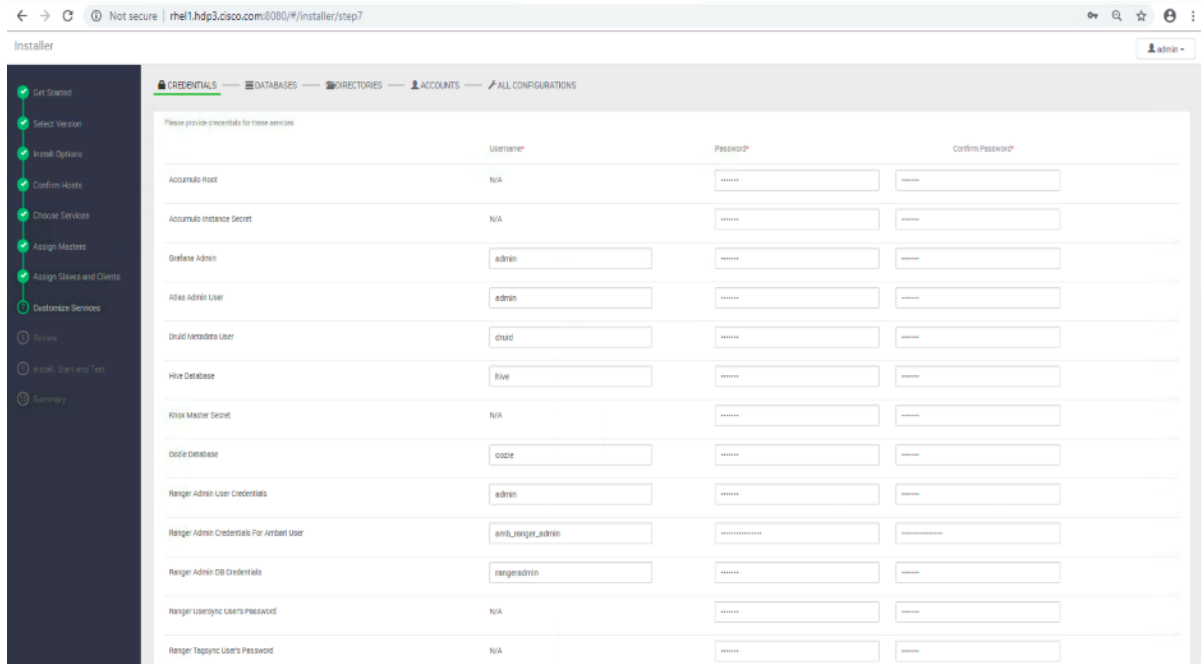 Not secure | rhel1.hdp3.cisco.com:8080/#/installer/step7
Installer
admin
Get Started
Select Version
Install Options
Confirm Hosts
Choose Services
Assign Masters
Assign Slaves and Clients
7 Customize Services
8 Review
9 Install, Start and Test
10 Summary
CREDENTIALS DATABASES DIRECTORIES ACCOUNTS ALL CONFIGURATIONS
Please provide credentials for these services
Username* Password* Confirm Password*
Accumulo Root N/A ••••••• •••••••
Accumulo Instance Secret N/A ••••••• •••••••
Grafana Admin admin ••••••• •••••••
Atlas Admin User admin ••••••• •••••••
Druid Metadata User druid ••••••• •••••••
Hive Database hive ••••••• •••••••
Knox Master Secret N/A ••••••• •••••••
Oozie Database oozie ••••••• •••••••
Ranger Admin User Credentials admin ••••••• •••••••
Ranger Admin Credentials For Ambari User amb_ranger_admin ••••••••••••••• •••••••••••••••
Ranger Admin DB Credentials rangeradmin ••••••• •••••••
Ranger Usersync User's Password N/A ••••••• •••••••
Ranger Tagsync User's Password N/A ••••••• •••••••